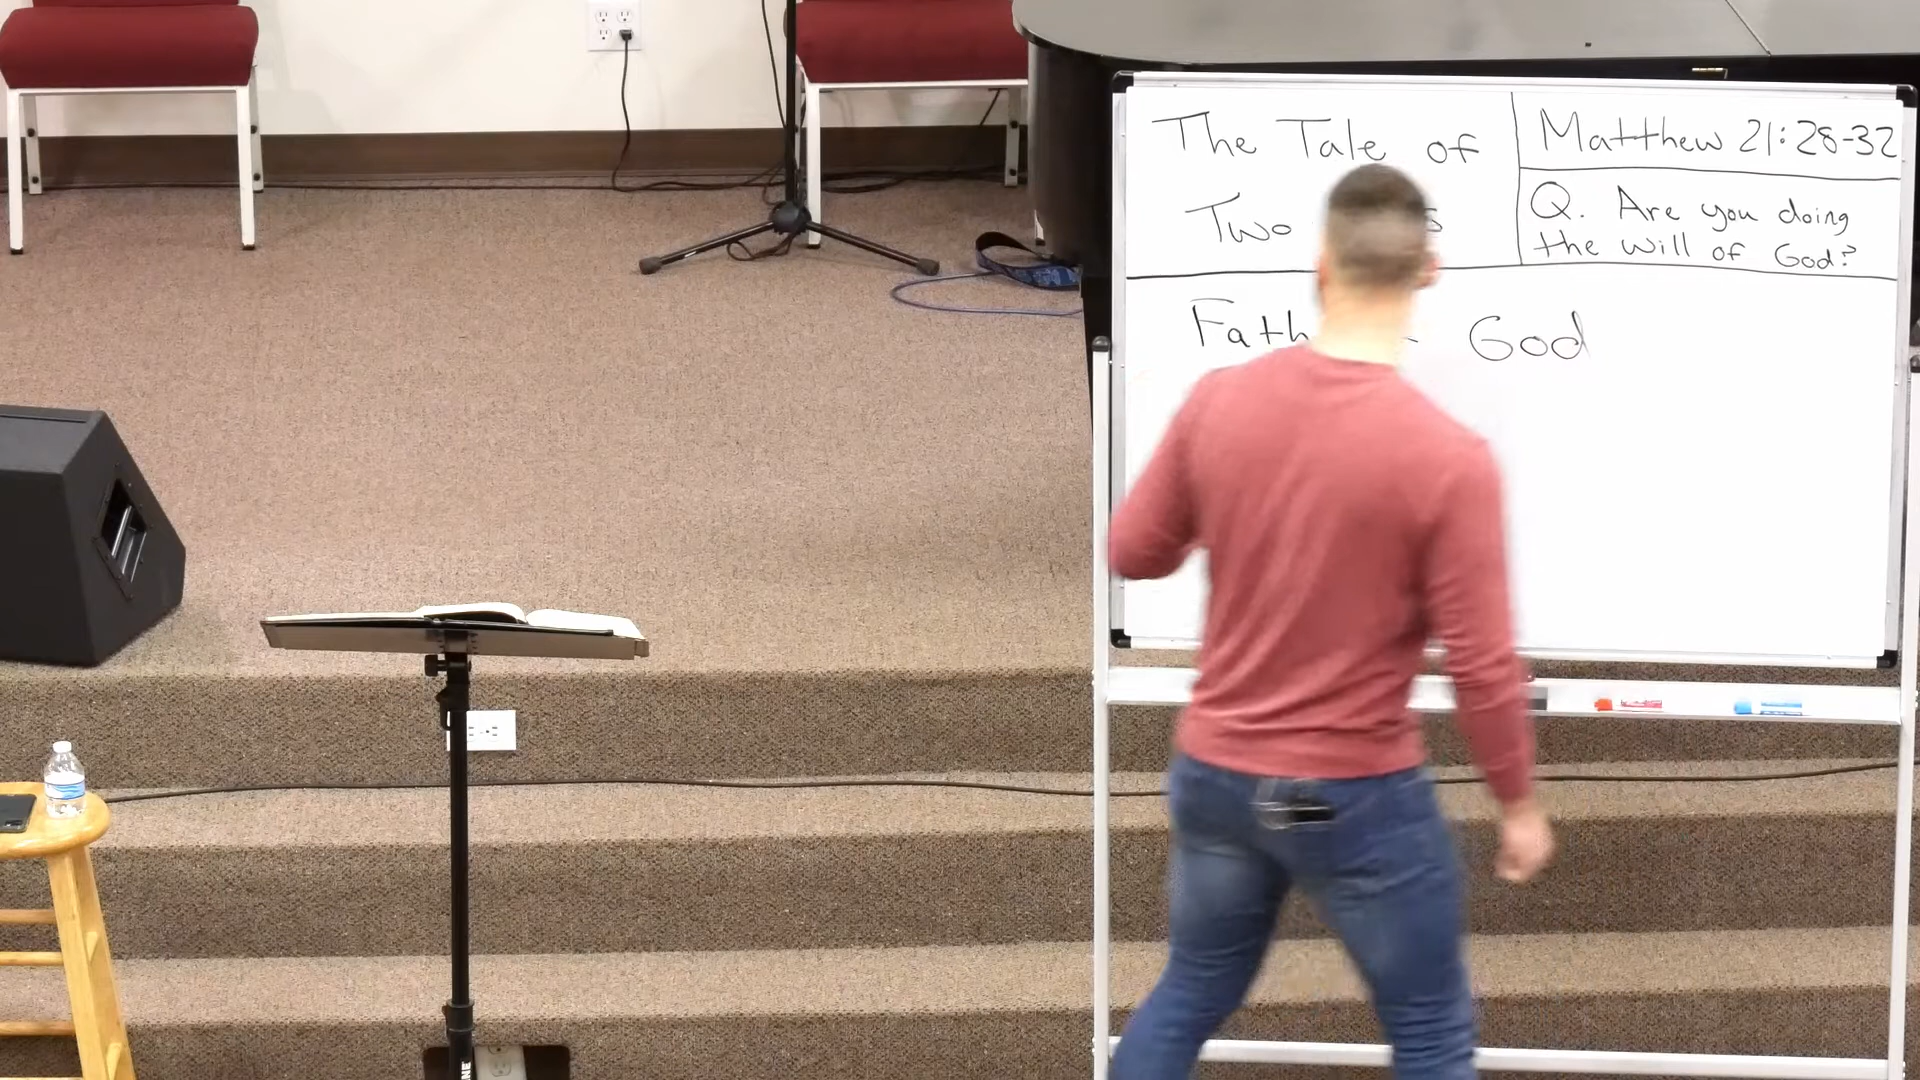 The Tale of
Two
Matthew 21:28-32
Q. Are you doing
the will of God?
Fath - God